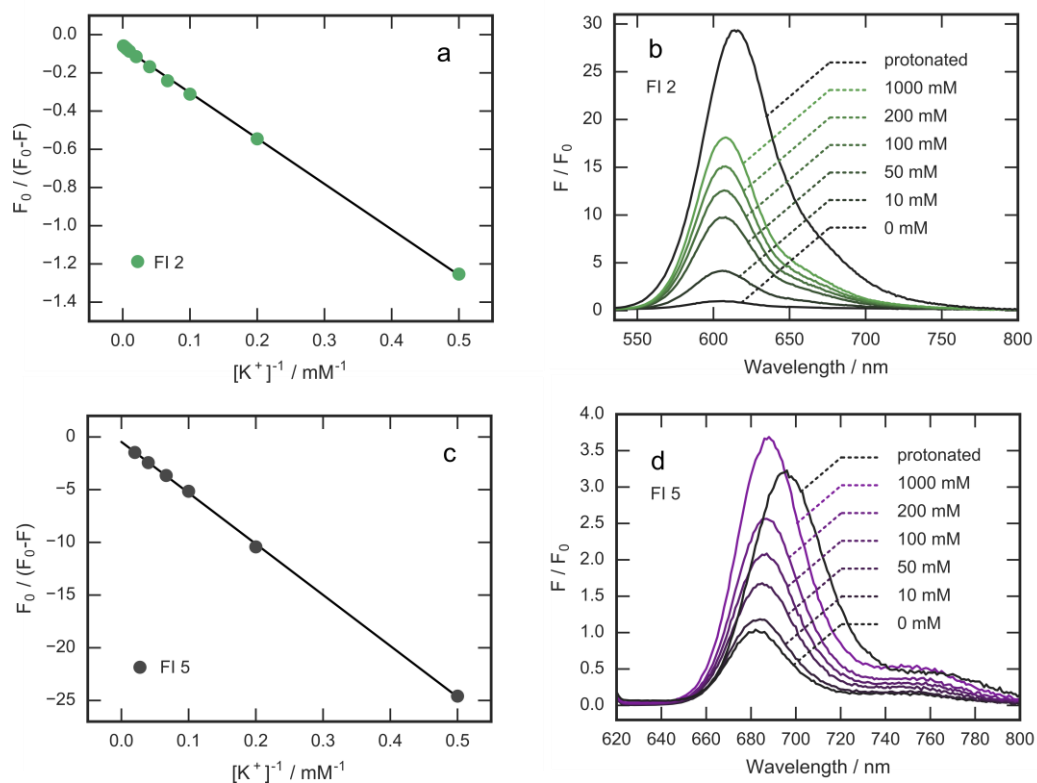 a
0.0
−0.2
−0.4
−0.6
−0.8
−1.0
−1.2
−1.4
F₀ / (F₀-F)
FI 2
0.0 0.1 0.2 0.3 0.4 0.5
[K⁺]⁻¹ / mM⁻¹
b
30
25
20
15
10
5
0
F / F₀
FI 2
protonated
1000 mM
200 mM
100 mM
50 mM
10 mM
0 mM
550 600 650 700 750 800
Wavelength / nm
c
0
−5
−10
−15
−20
−25
F₀ / (F₀-F)
FI 5
0.0 0.1 0.2 0.3 0.4 0.5
[K⁺]⁻¹ / mM⁻¹
d
4.0
3.5
3.0
2.5
2.0
1.5
1.0
0.5
0.0
F / F₀
FI 5
protonated
1000 mM
200 mM
100 mM
50 mM
10 mM
0 mM
620 640 660 680 700 720 740 760 780 800
Wavelength / nm